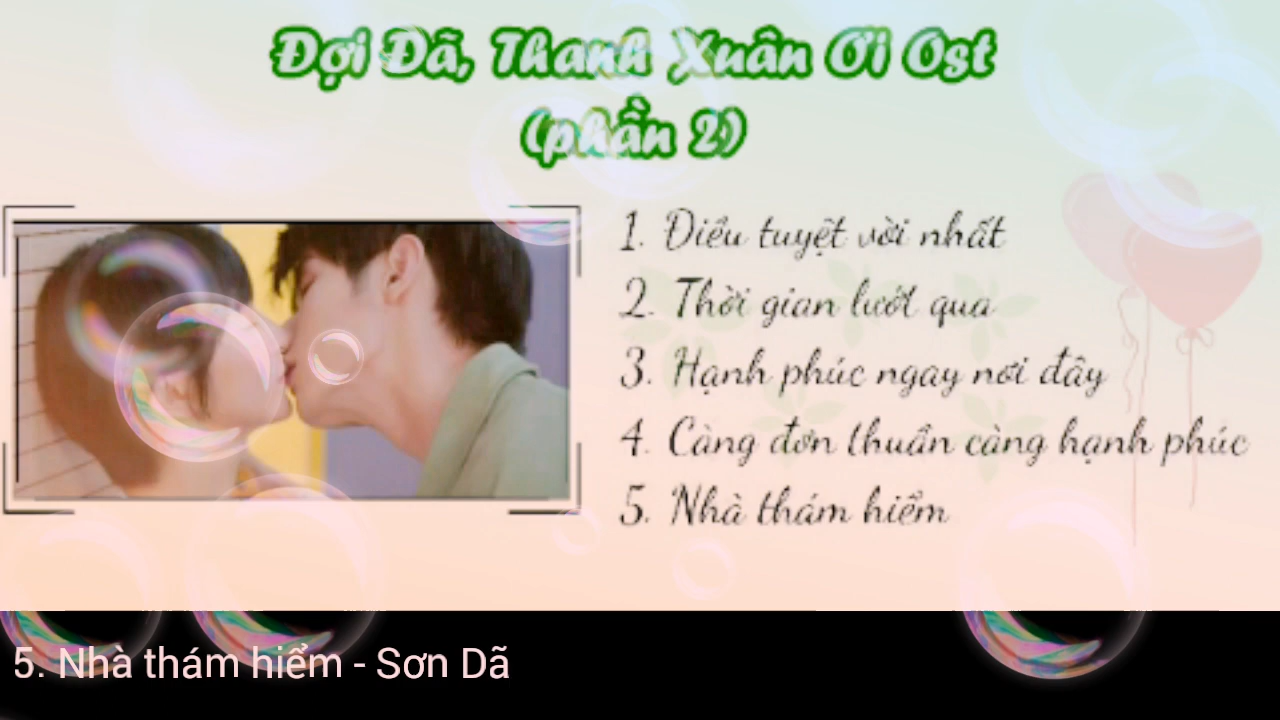 Đợi Đã, Thanh Xuân Ơi Ost
(phần 2)
1. Điều tuyệt vời nhất
2. Thời gian lướt qua
3. Hạnh phúc ngay nơi đây
4. Càng đơn thuần càng hạnh phúc
5. Nhà thám hiểm
5. Nhà thám hiểm - Sơn Dã